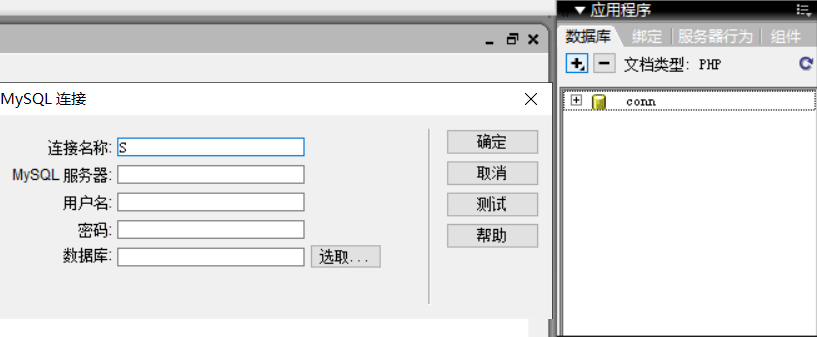 应用程序
数据库 绑定 服务器行为 组件
文档类型: PHP
conn
MySQL 连接
连接名称: S
MySQL 服务器:
用户名:
密码:
数据库:
选取...
确定
取消
测试
帮助